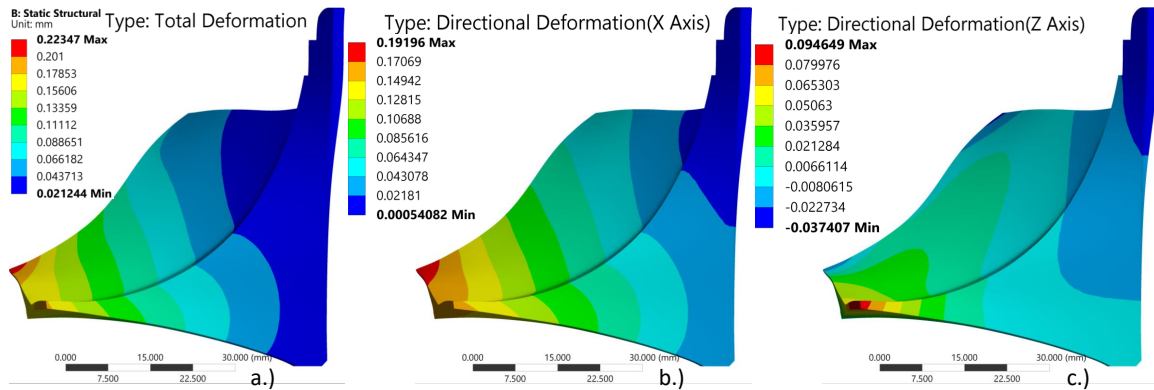 B: Static Structural
Unit: mm
Type: Total Deformation
0.22347 Max
0.201
0.17853
0.15606
0.13359
0.11112
0.088651
0.066182
0.043713
0.021244 Min
0.000
15.000
30.000 (mm)
7.500
22.500
a.)
Type: Directional Deformation(X Axis)
0.19196 Max
0.17069
0.14942
0.12815
0.10688
0.085616
0.064347
0.043078
0.02181
0.00054082 Min
0.000
15.000
30.000 (mm)
7.500
22.500
b.)
Type: Directional Deformation(Z Axis)
0.094649 Max
0.079976
0.065303
0.05063
0.035957
0.021284
0.0066114
-0.0080615
-0.022734
-0.037407 Min
0.000
15.000
30.000 (mm)
7.500
22.500
c.)